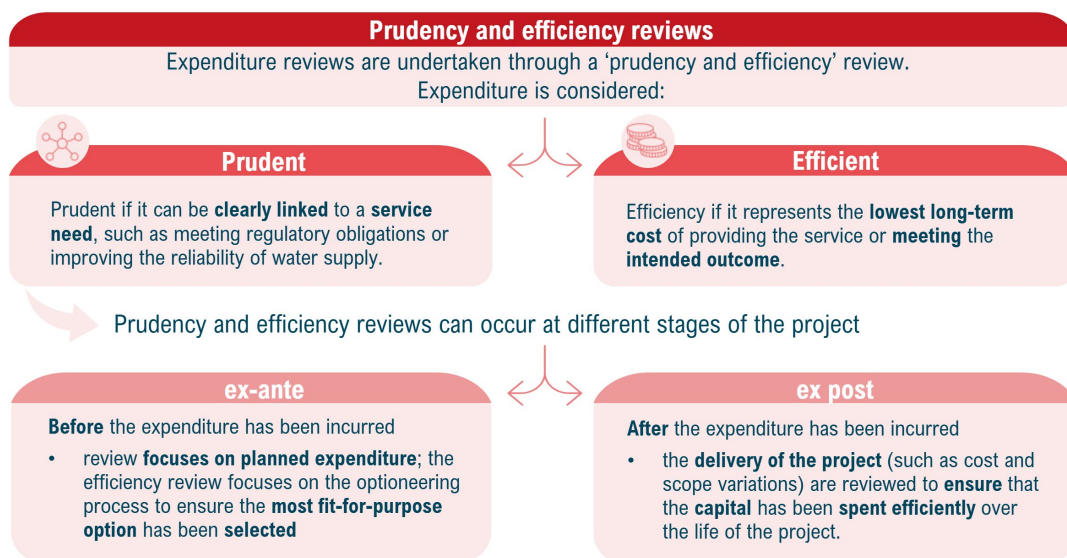 Prudency and efficiency reviews
Expenditure reviews are undertaken through a ‘prudency and efficiency’ review.
Expenditure is considered:
Prudent
Prudent if it can be clearly linked to a service
need, such as meeting regulatory obligations or
improving the reliability of water supply.
Efficient
Efficiency if it represents the lowest long-term
cost of providing the service or meeting the
intended outcome.
Prudency and efficiency reviews can occur at different stages of the project
ex-ante
Before the expenditure has been incurred
• review focuses on planned expenditure; the
efficiency review focuses on the optioneering
process to ensure the most fit-for-purpose
option has been selected
ex post
After the expenditure has been incurred
• the delivery of the project (such as cost and
scope variations) are reviewed to ensure that
the capital has been spent efficiently over
the life of the project.